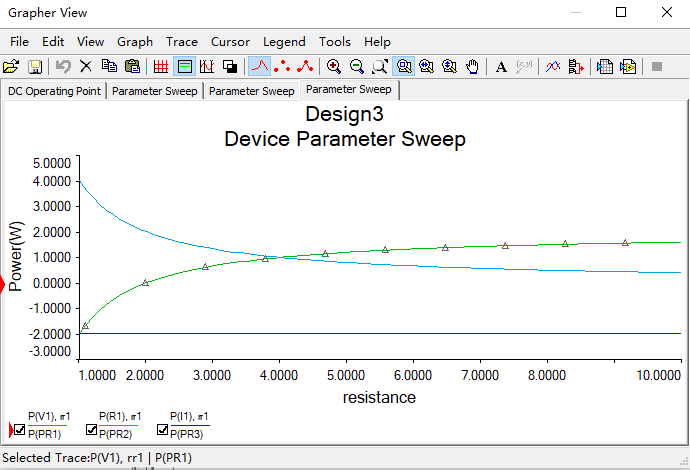 Grapher View
File Edit View Graph Trace Cursor Legend Tools Help
DC Operating Point Parameter Sweep Parameter Sweep Parameter Sweep
Design3
Device Parameter Sweep
Power(W)
5.0000
4.0000
3.0000
2.0000
1.0000
0.0000
-1.0000
-2.0000
-3.0000
1.0000 2.0000 3.0000 4.0000 5.0000 6.0000 7.0000 8.0000 10.0000
resistance
P(V1), rr1 P(R1), rr1 P(I1), rr1
P(PR1) P(PR2) P(PR3)
Selected Trace:P(V1), rr1 | P(PR1)